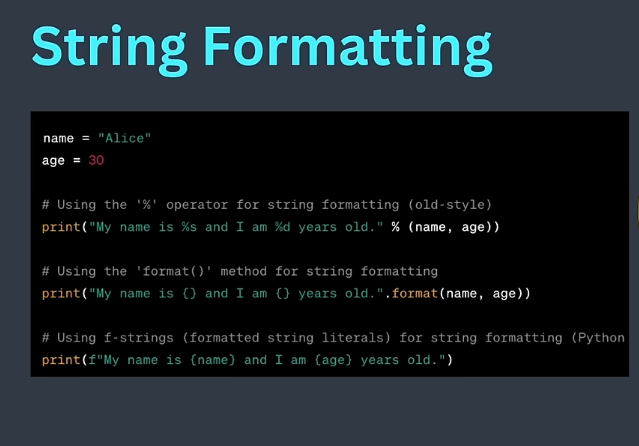 String Formatting
name = "Alice"
age = 30
# Using the '%' operator for string formatting (old-style)
print("My name is %s and I am %d years old." % (name, age))
# Using the 'format()' method for string formatting
print("My name is {} and I am {} years old.".format(name, age))
# Using f-strings (formatted string literals) for string formatting (Python
print(f"My name is {name} and I am {age} years old.")